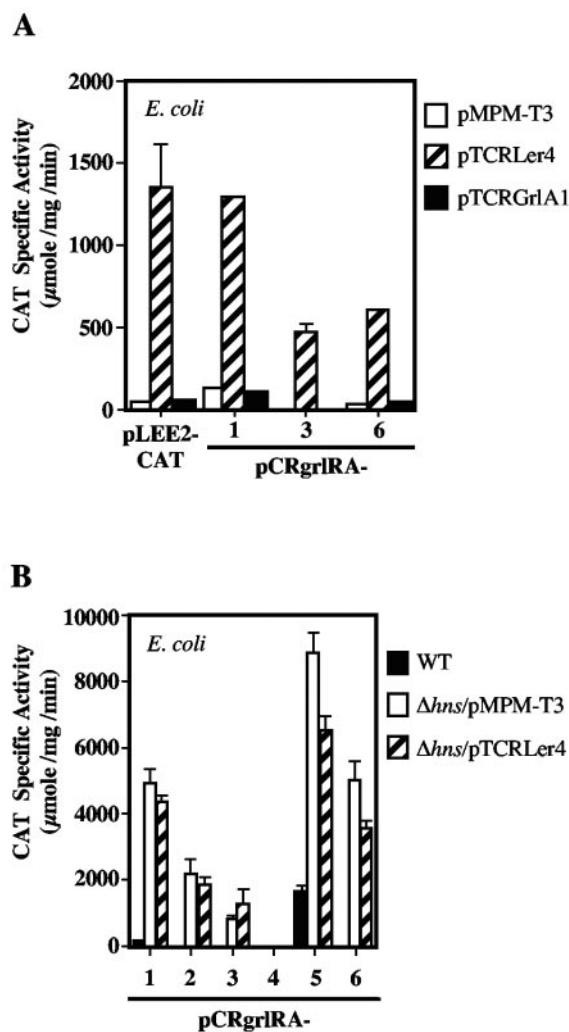 A
2000
1500
1000
500
0
CAT Specific Activity
(µmole /mg /min)
E. coli
pMPM-T3
pTCRLer4
pTCRGrlA1
pLEE2-
CAT
1 3 6
pCRgrlRA-
B
10000
8000
6000
4000
2000
0
CAT Specific Activity
(µmole /mg /min)
E. coli
WT
Δhns/pMPM-T3
Δhns/pTCRLer4
1 2 3 4 5 6
pCRgrlRA-